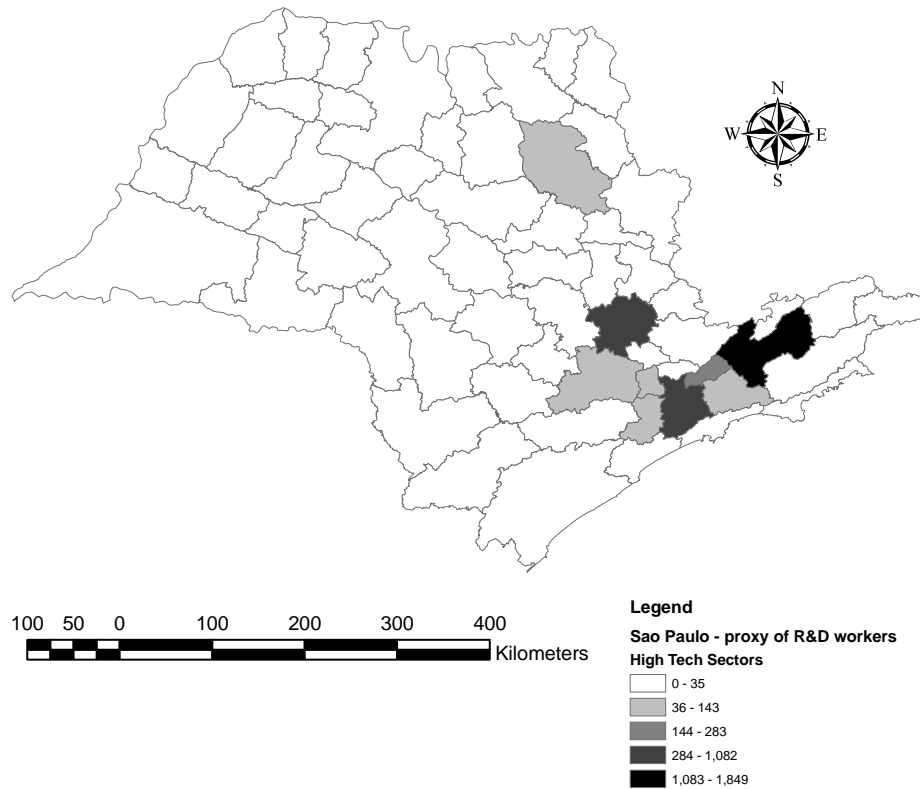 N
W E
S
100 50 0 100 200 300 400
Kilometers
Legend
Sao Paulo - proxy of R&D workers
High Tech Sectors
0 - 35
36 - 143
144 - 283
284 - 1,082
1,083 - 1,849